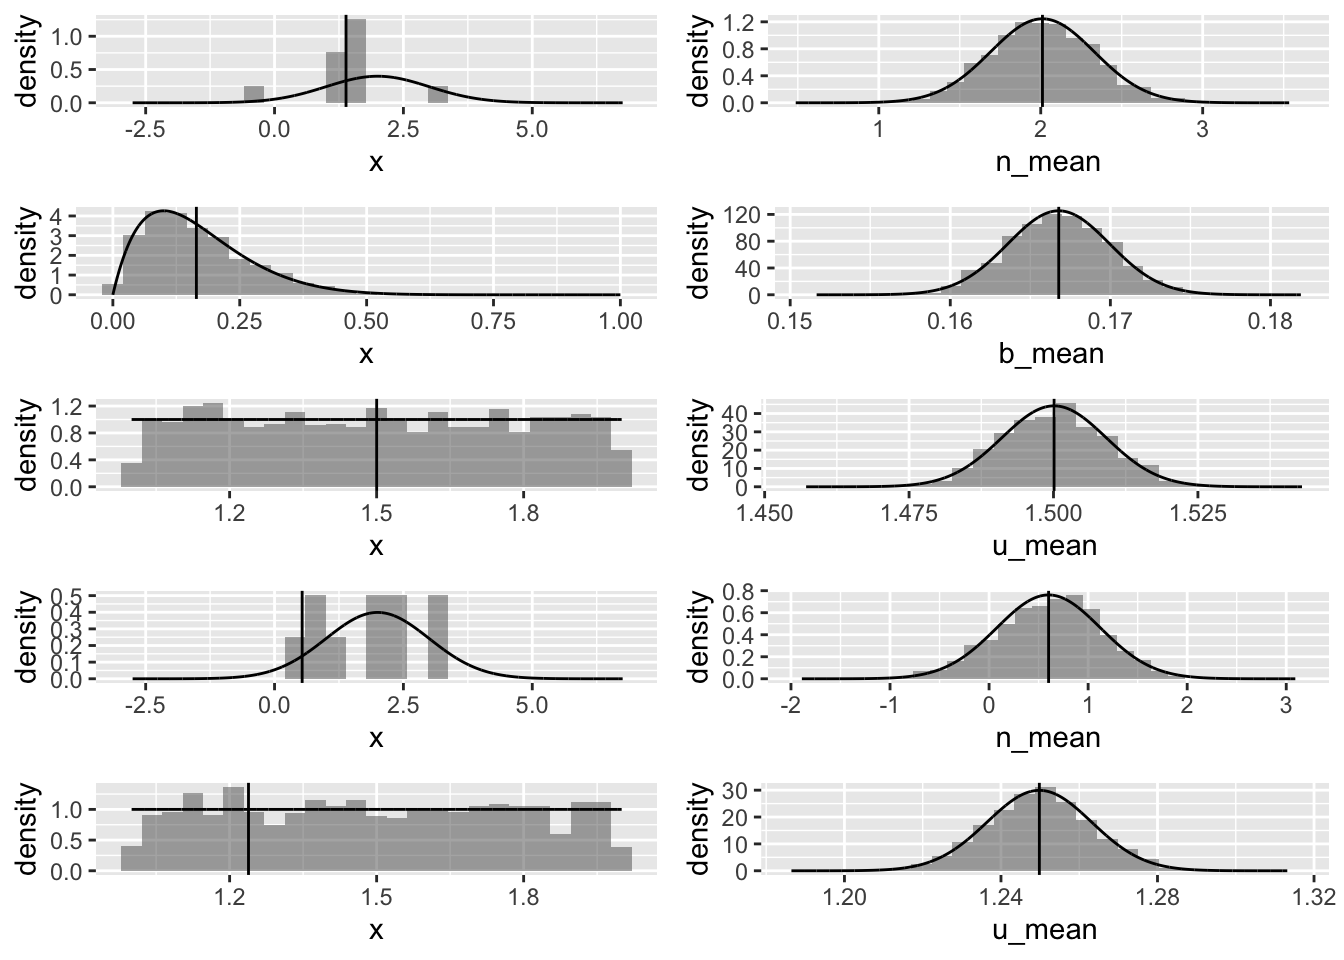 density
1.0
0.5
0.0
-2.5 0.0 2.5 5.0
x
density
1.2
0.8
0.4
0.0
1 2 3
n_mean
density
4
3
2
1
0
0.00 0.25 0.50 0.75 1.00
x
density
120
80
40
0
0.15 0.16 0.17 0.18
b_mean
density
1.2
0.8
0.4
0.0
1.2 1.5 1.8
x
density
40
30
20
10
0
1.450 1.475 1.500 1.525
u_mean
density
0.5
0.4
0.3
0.2
0.1
0.0
-2.5 0.0 2.5 5.0
x
density
0.8
0.6
0.4
0.2
0.0
-2 -1 0 1 2 3
n_mean
density
1.0
0.5
0.0
1.2 1.5 1.8
x
density
30
20
10
0
1.20 1.24 1.28 1.32
u_mean